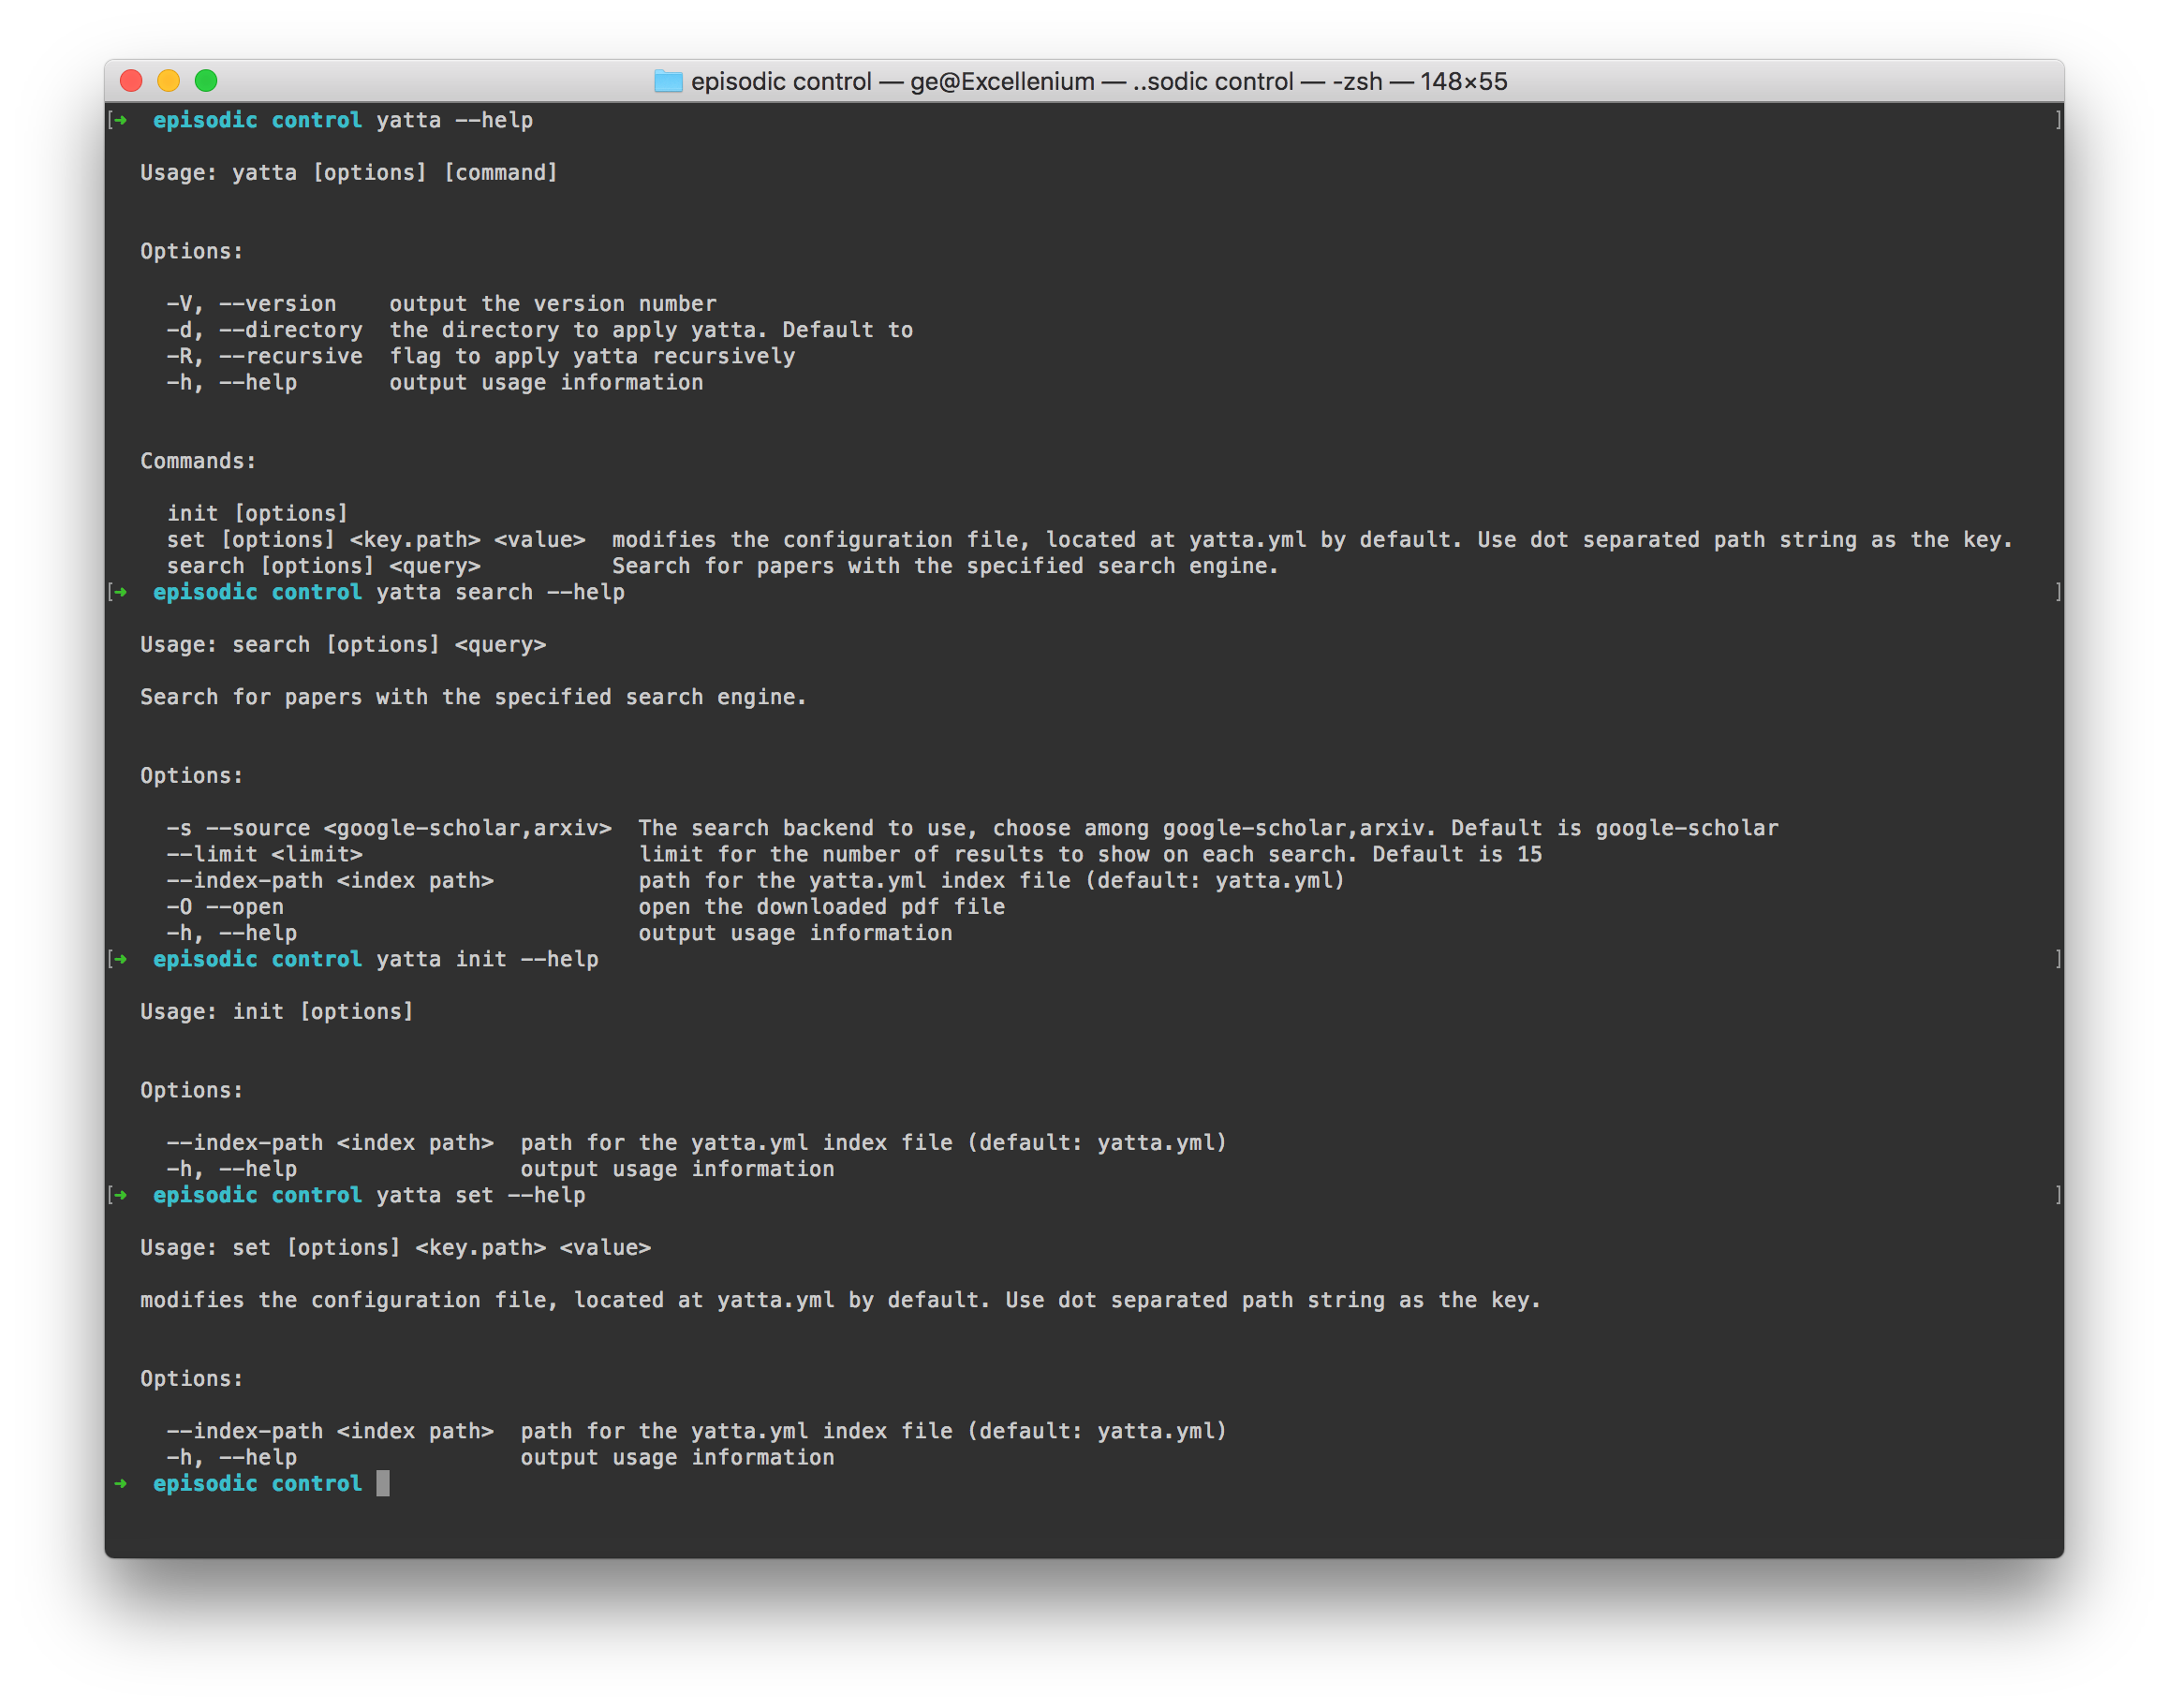 episodic control — ge@Excellenium — ..sodic control — -zsh — 148×55
[➜  episodic control yatta --help ]
Usage: yatta [options] [command]
Options:
-V, --version    output the version number
-d, --directory  the directory to apply yatta. Default to
-R, --recursive  flag to apply yatta recursively
-h, --help       output usage information
Commands:
init [options]
set [options] <key.path> <value>  modifies the configuration file, located at yatta.yml by default. Use dot separated path string as the key.
search [options] <query>          Search for papers with the specified search engine.
[➜  episodic control yatta search --help ]
Usage: search [options] <query>
Search for papers with the specified search engine.
Options:
-s --source <google-scholar,arxiv>  The search backend to use, choose among google-scholar,arxiv. Default is google-scholar
--limit <limit>                     limit for the number of results to show on each search. Default is 15
--index-path <index path>           path for the yatta.yml index file (default: yatta.yml)
-O --open                           open the downloaded pdf file
-h, --help                          output usage information
[➜  episodic control yatta init --help ]
Usage: init [options]
Options:
--index-path <index path>  path for the yatta.yml index file (default: yatta.yml)
-h, --help                 output usage information
[➜  episodic control yatta set --help ]
Usage: set [options] <key.path> <value>
modifies the configuration file, located at yatta.yml by default. Use dot separated path string as the key.
Options:
--index-path <index path>  path for the yatta.yml index file (default: yatta.yml)
-h, --help                 output usage information
➜  episodic control